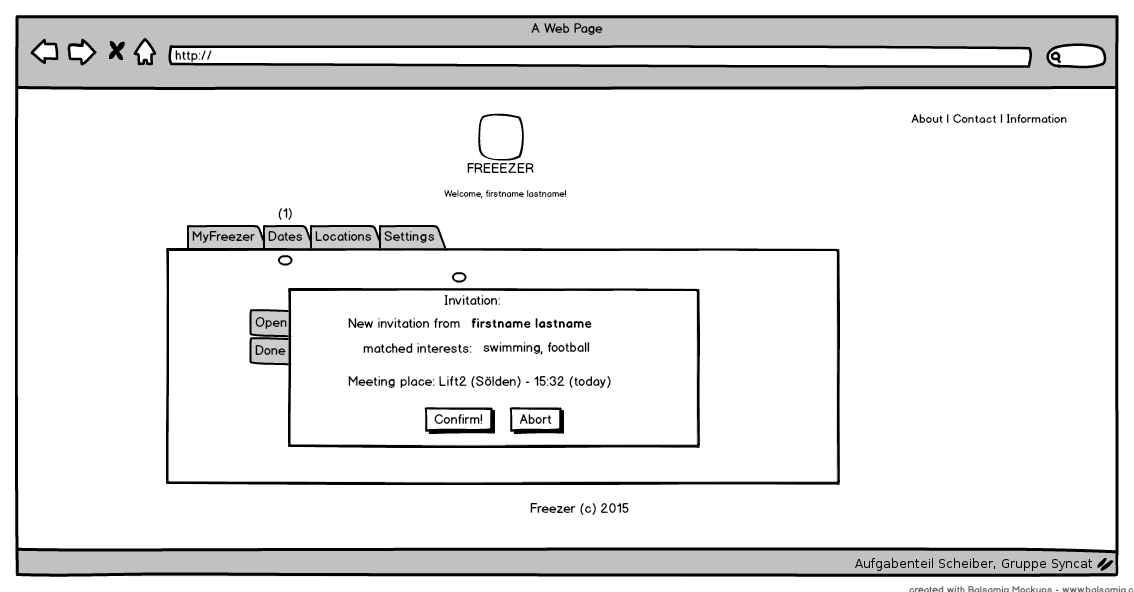 A Web Page
http://
About | Contact | Information
FREEEZER
Welcome, firstname lastname!
(1)
MyFreezer Dates Locations Settings
Invitation:
Open
New invitation from firstname lastname
Done
matched interests: swimming, football
Meeting place: Lift2 (Sölden) - 15:32 (today)
Confirm! Abort
Freezer (c) 2015
Aufgabenteil Scheiber, Gruppe Syncat
created with Balsamiq Mockups - www.balsamiq.c